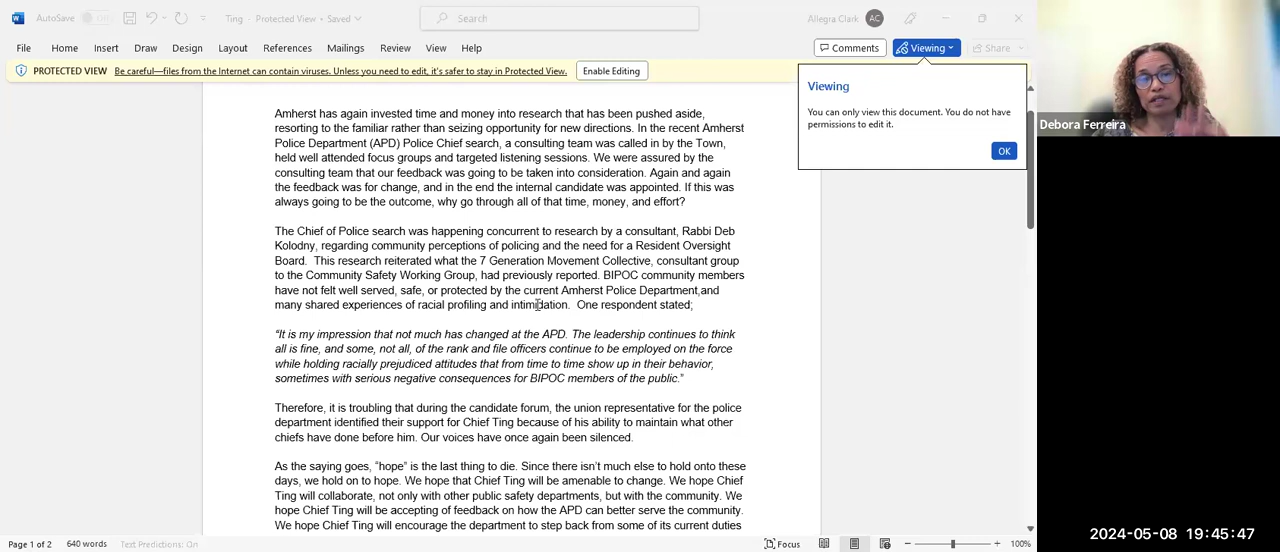 AutoSave Off
Ting - Protected View • Saved
Search
Allegra Clark AC
File Home Insert Draw Design Layout References Mailings Review View Help
Comments Viewing Share
PROTECTED VIEW Be careful—files from the Internet can contain viruses. Unless you need to edit, it's safer to stay in Protected View. Enable Editing
Viewing
You can only view this document. You do not have
permissions to edit it.
OK
Debora Ferreira
Amherst has again invested time and money into research that has been pushed aside,
resorting to the familiar rather than seizing opportunity for new directions. In the recent Amherst
Police Department (APD) Police Chief search, a consulting team was called in by the Town,
held well attended focus groups and targeted listening sessions. We were assured by the
consulting team that our feedback was going to be taken into consideration. Again and again
the feedback was for change, and in the end the internal candidate was appointed. If this was
always going to be the outcome, why go through all of that time, money, and effort?
The Chief of Police search was happening concurrent to research by a consultant, Rabbi Deb
Kolodny, regarding community perceptions of policing and the need for a Resident Oversight
Board.  This research reiterated what the 7 Generation Movement Collective, consultant group
to the Community Safety Working Group, had previously reported. BIPOC community members
have not felt well served, safe, or protected by the current Amherst Police Department,and
many shared experiences of racial profiling and intimidation.  One respondent stated;
“It is my impression that not much has changed at the APD. The leadership continues to think
all is fine, and some, not all, of the rank and file officers continue to be employed on the force
while holding racially prejudiced attitudes that from time to time show up in their behavior,
sometimes with serious negative consequences for BIPOC members of the public.”
Therefore, it is troubling that during the candidate forum, the union representative for the police
department identified their support for Chief Ting because of his ability to maintain what other
chiefs have done before him. Our voices have once again been silenced.
As the saying goes, “hope” is the last thing to die. Since there isn’t much else to hold onto these
days, we hold on to hope. We hope that Chief Ting will be amenable to change. We hope Chief
Ting will collaborate, not only with other public safety departments, but with the community. We
hope Chief Ting will be accepting of feedback on how the APD can better serve the community.
We hope Chief Ting will encourage the department to step back from some of its current duties
Page 1 of 2 640 words Text Predictions: On Focus 100%
2024-05-08 19:45:47